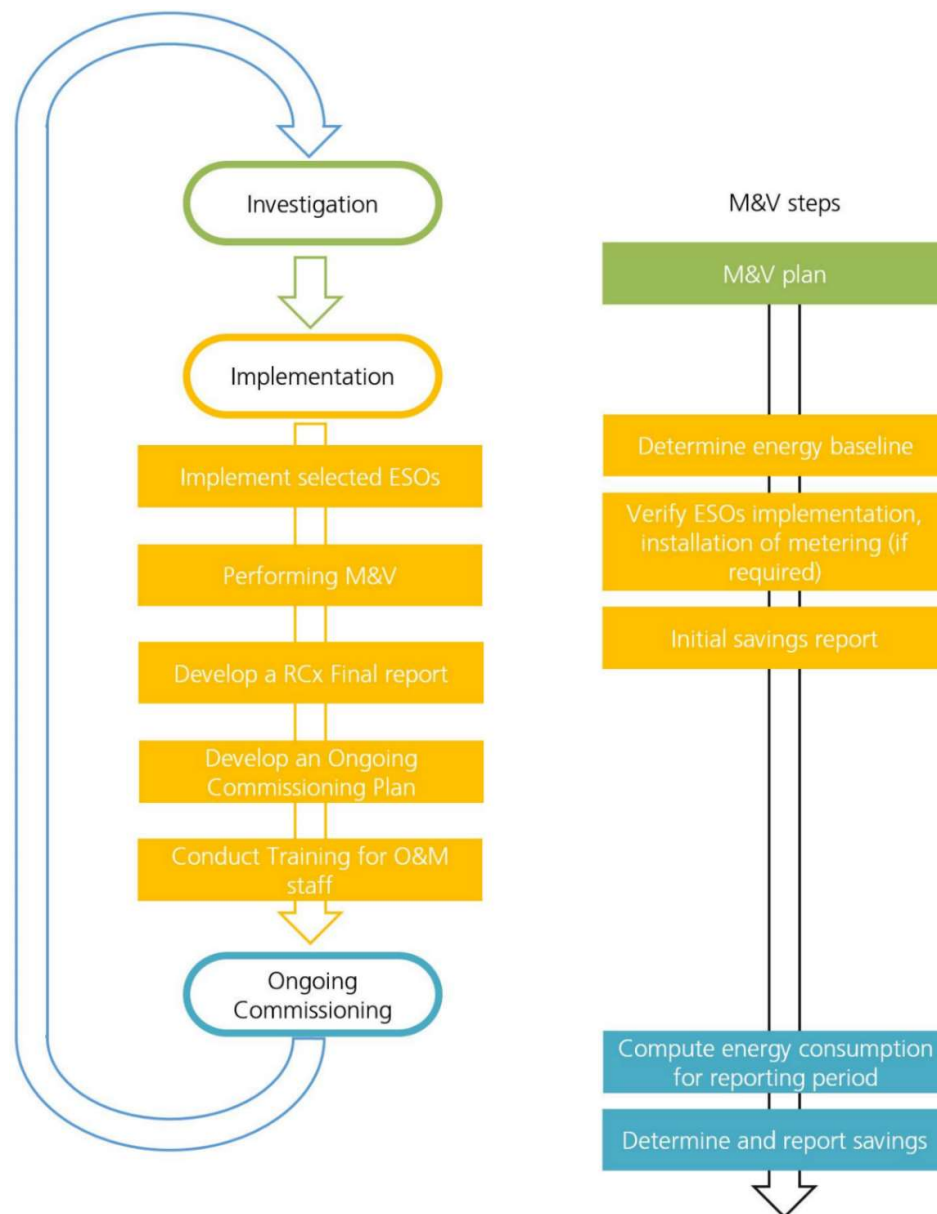 Investigation
Implementation
Implement selected ESOs
Performing M&V
Develop a RCx Final report
Develop an Ongoing
Commissioning Plan
Conduct Training for O&M
staff
Ongoing
Commissioning
M&V steps
M&V plan
Determine energy baseline
Verify ESOs implementation,
installation of metering (if
required)
Initial savings report
Compute energy consumption
for reporting period
Determine and report savings